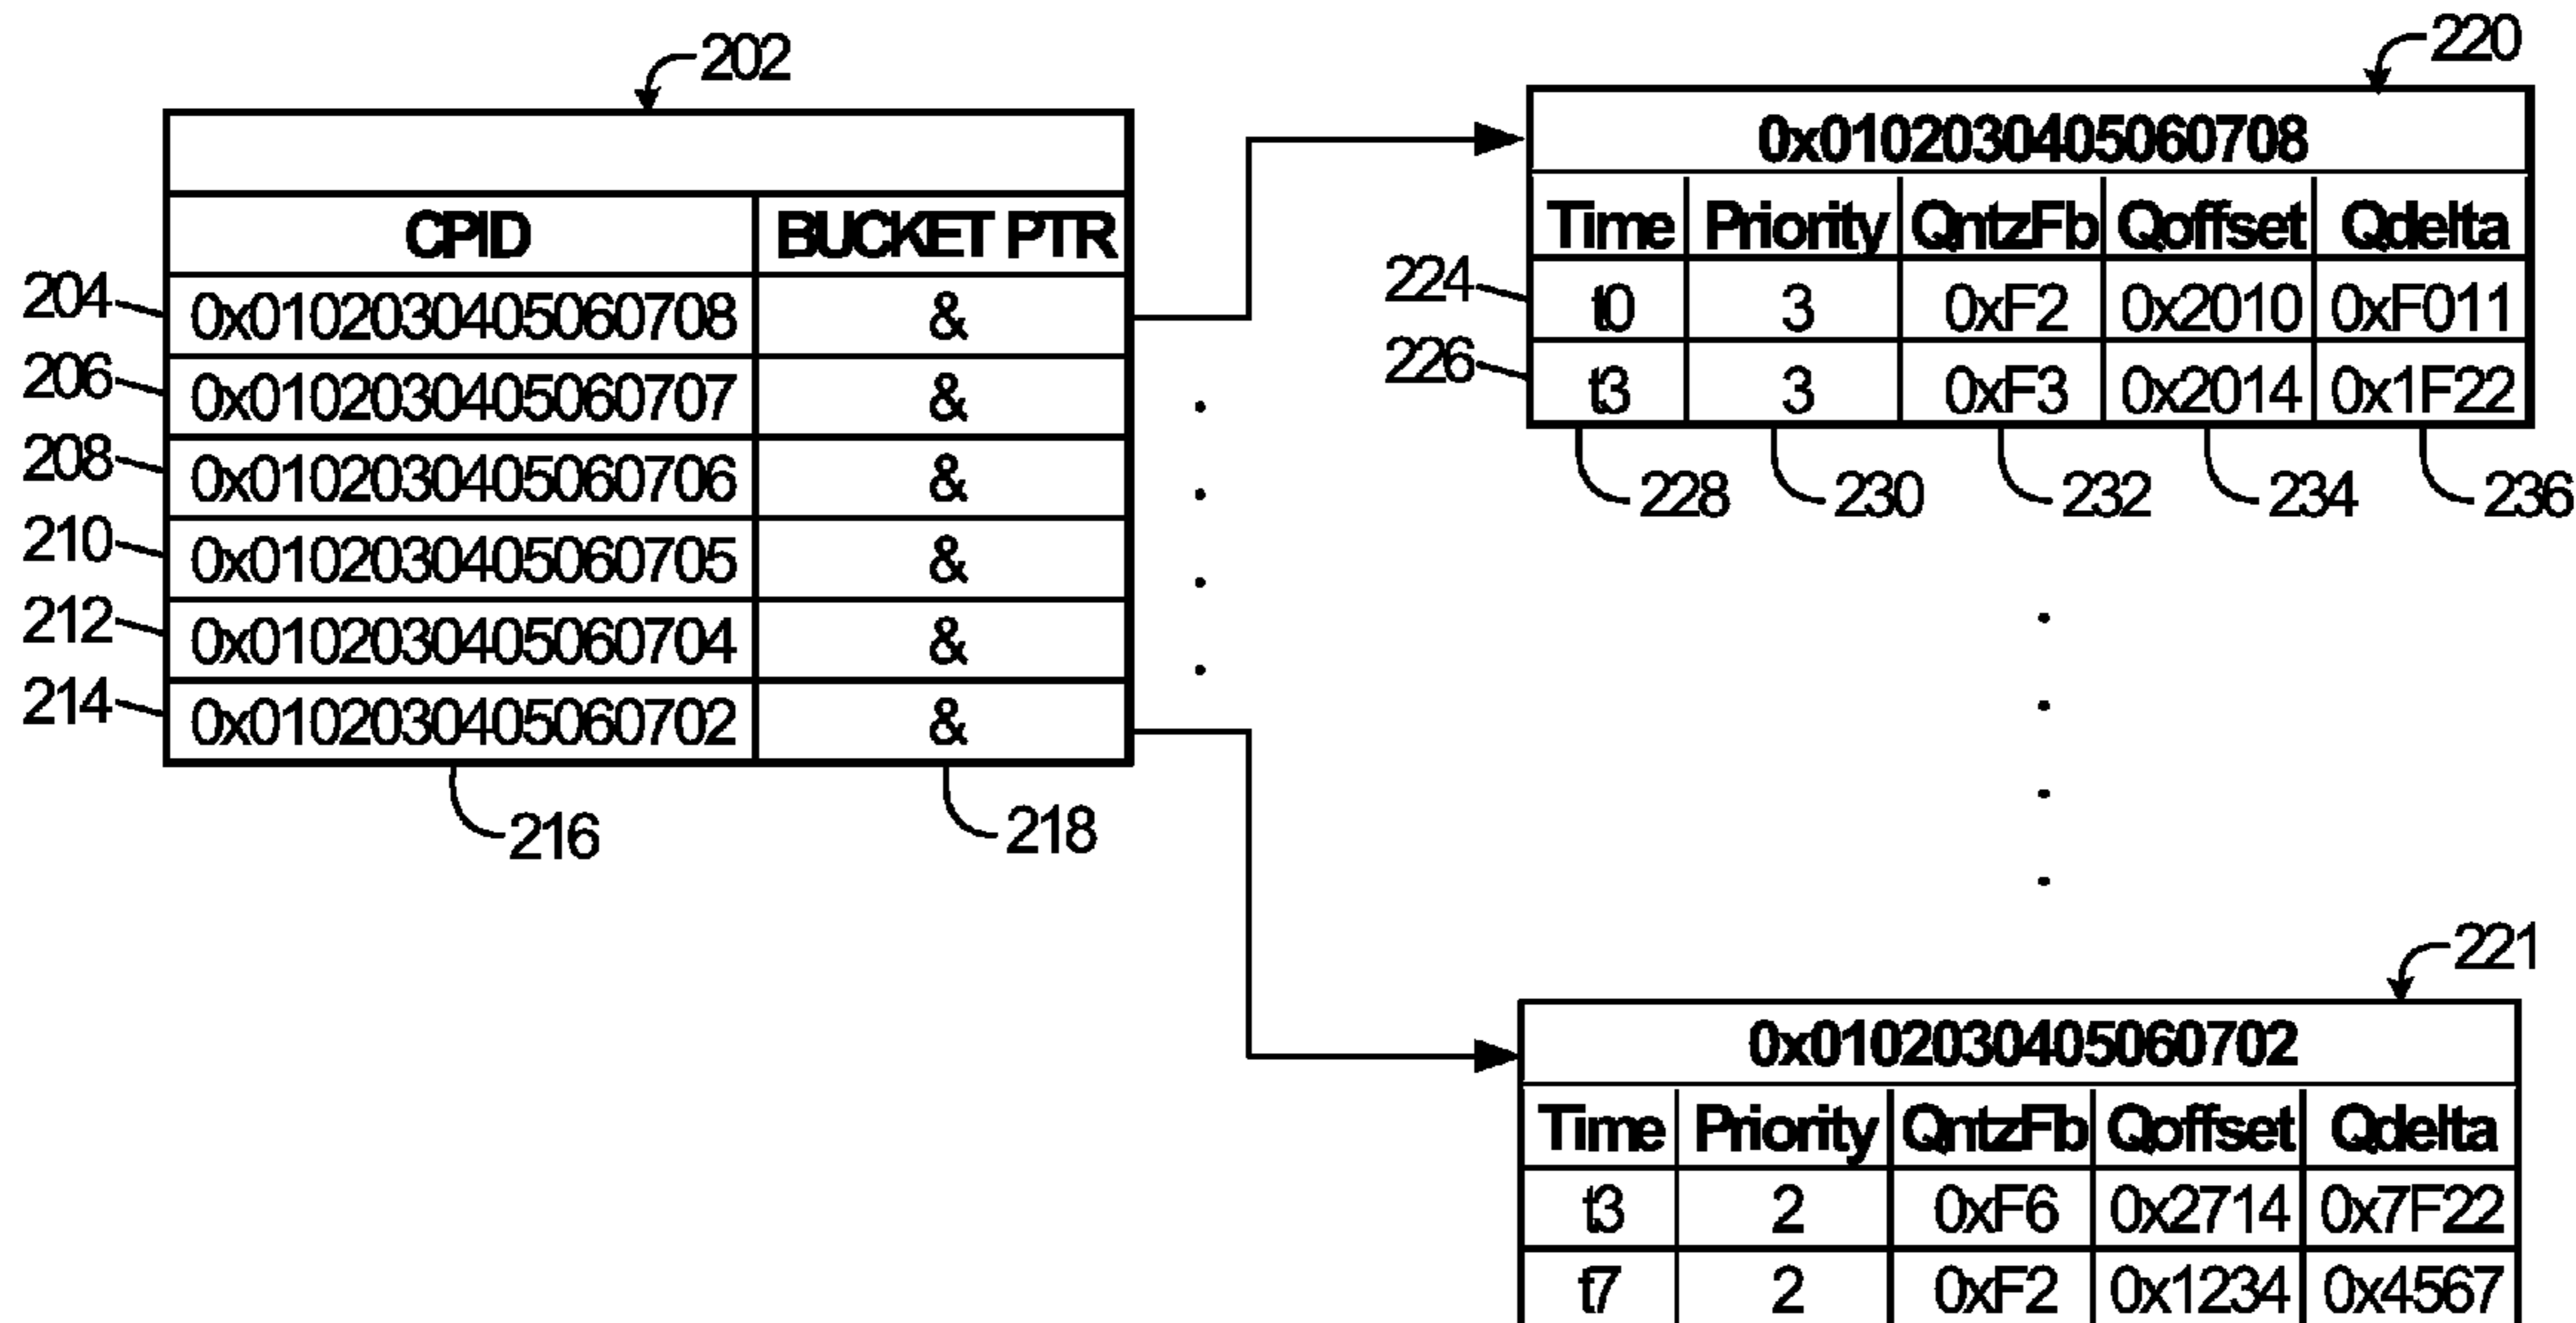 202
CPID BUCKET PTR
204 0x0102030405060708 &
206 0x0102030405060707 &
208 0x0102030405060706 &
210 0x0102030405060705 &
212 0x0102030405060704 &
214 0x0102030405060702 &
216 218
220
0x0102030405060708
Time Priority QntzFb Qoffset Qdelta
224 t0 3 0xF2 0x2010 0xF011
226 t3 3 0xF3 0x2014 0x1F22
228 230 232 234 236
221
0x0102030405060702
Time Priority QntzFb Qoffset Qdelta
t3 2 0xF6 0x2714 0x7F22
t7 2 0xF2 0x1234 0x4567